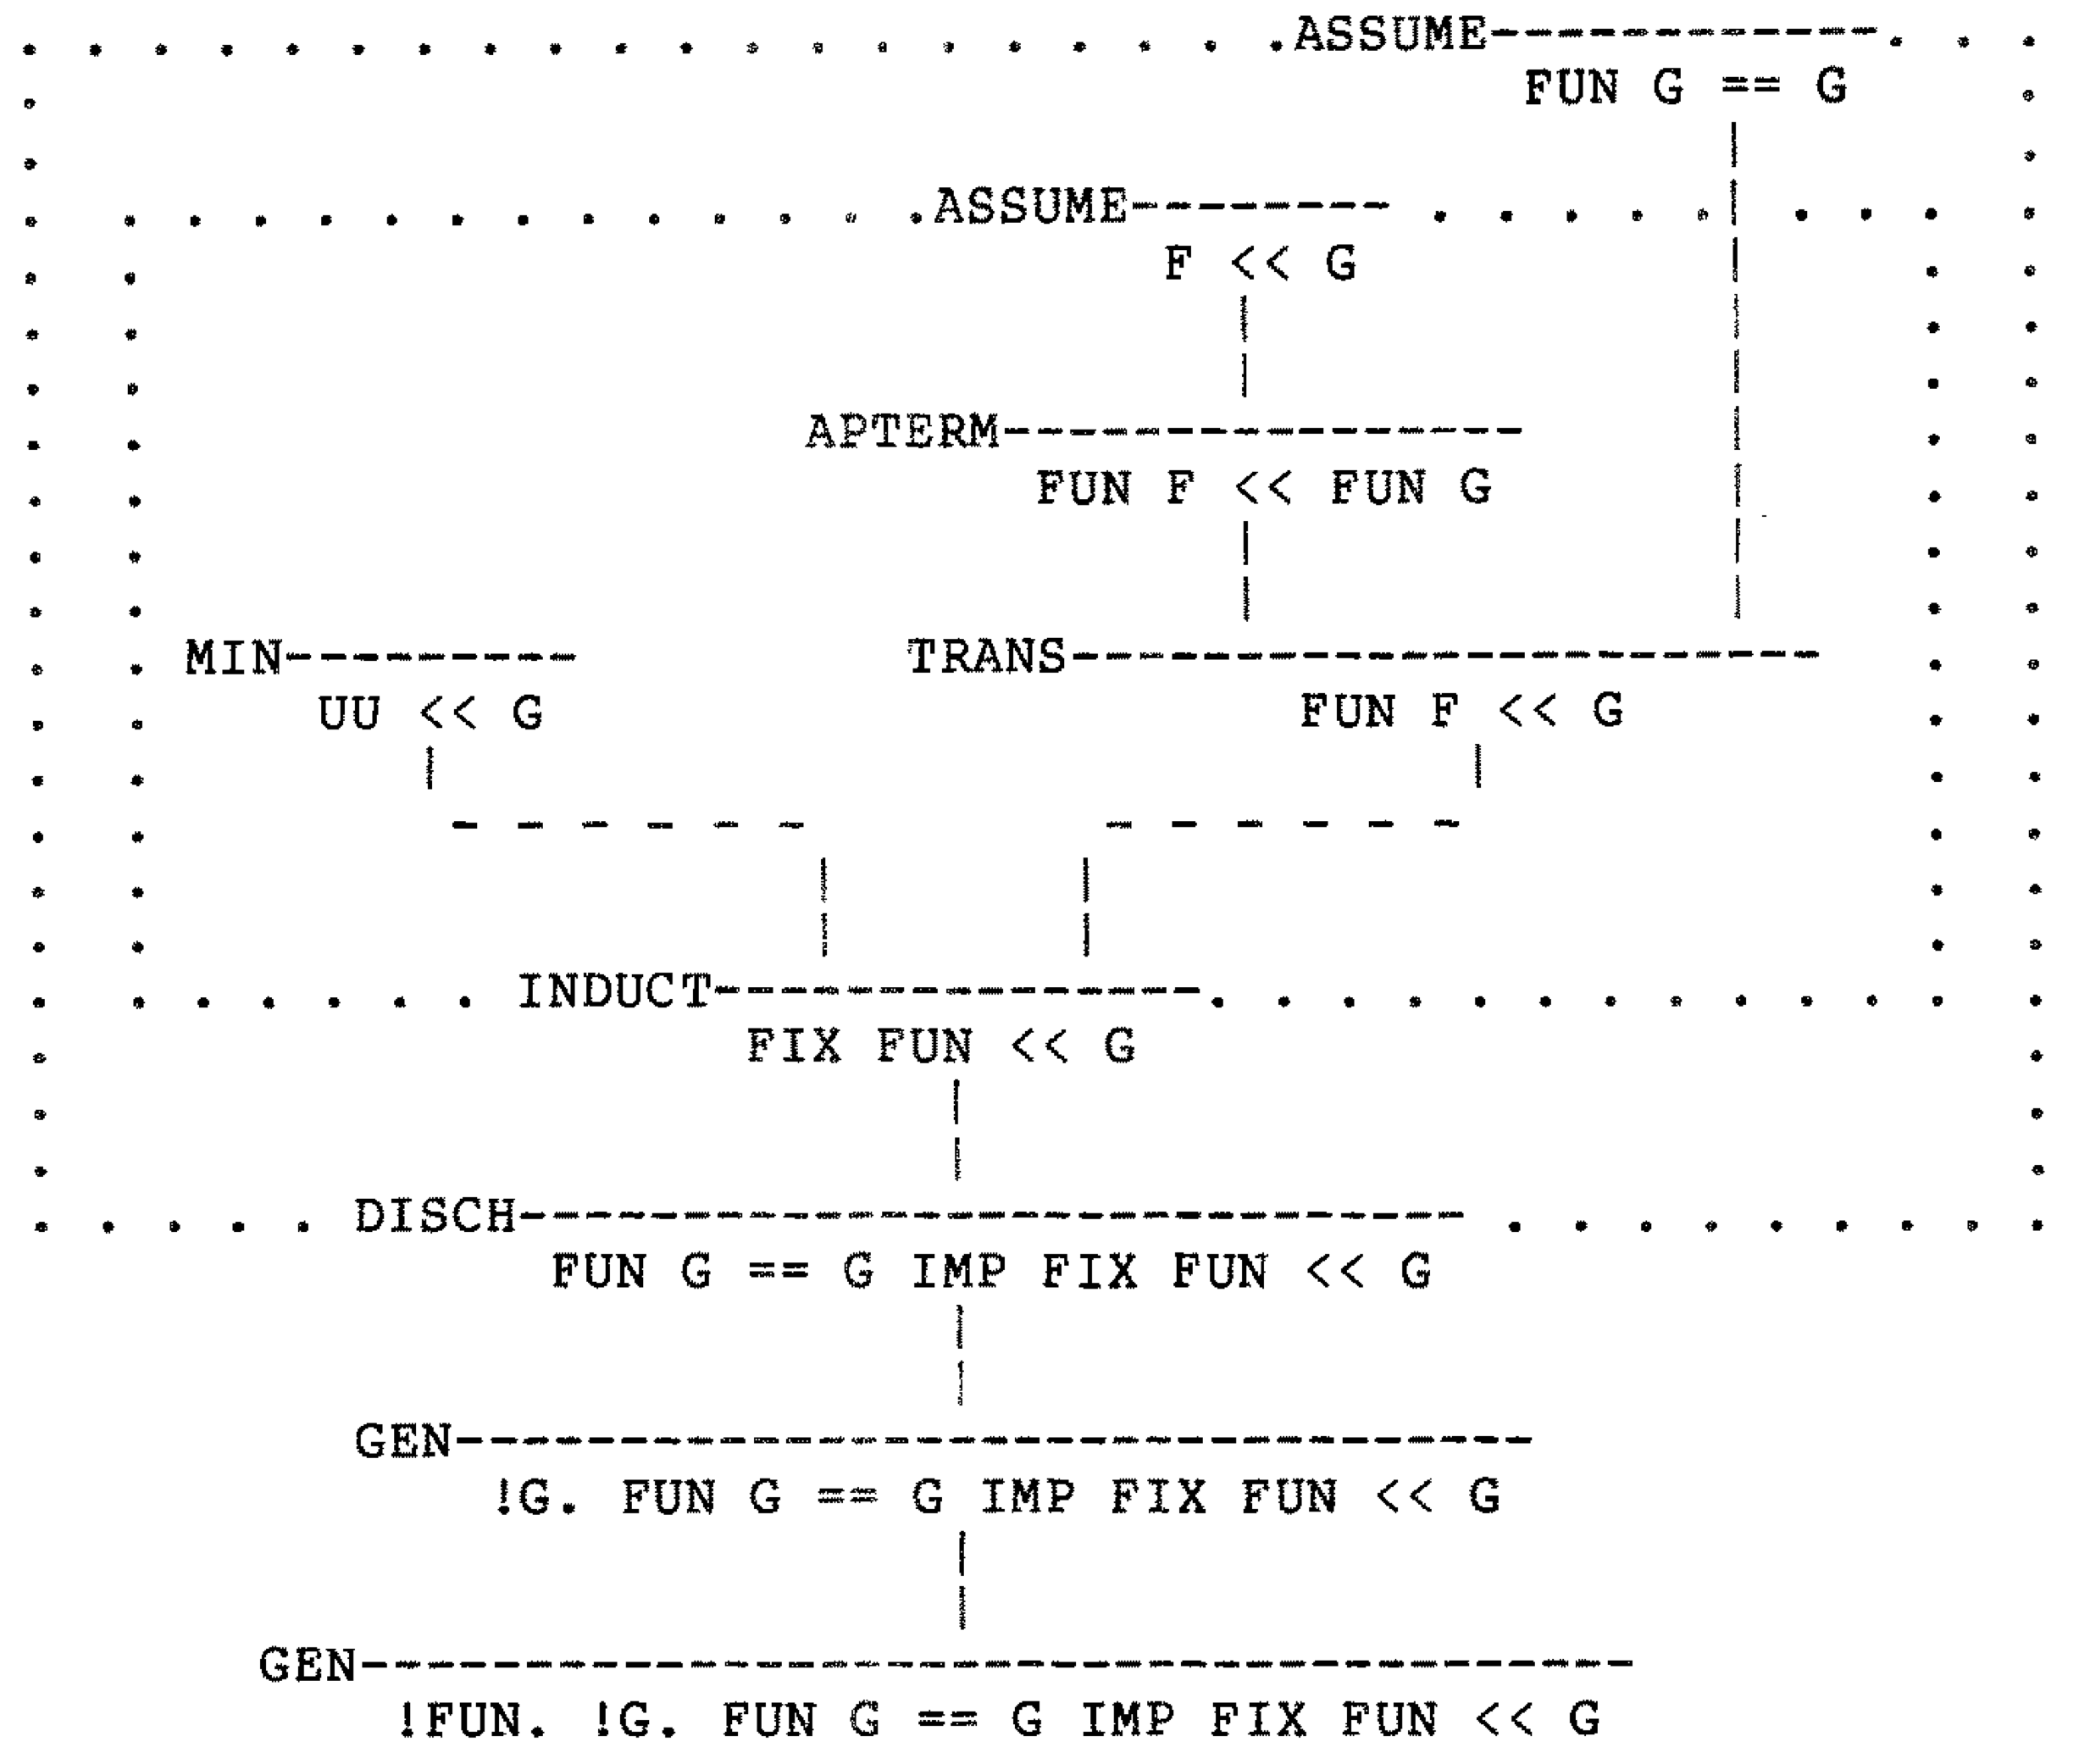 ASSUME
FUN G == G
ASSUME
F << G
APTERM
FUN F << FUN G
MIN
TRANS
UU << G
FUN F << G
INDUCT
FIX FUN << G
DISCH
FUN G == G IMP FIX FUN << G
GEN
!G. FUN G == G IMP FIX FUN << G
GEN
!FUN. !G. FUN G == G IMP FIX FUN << G